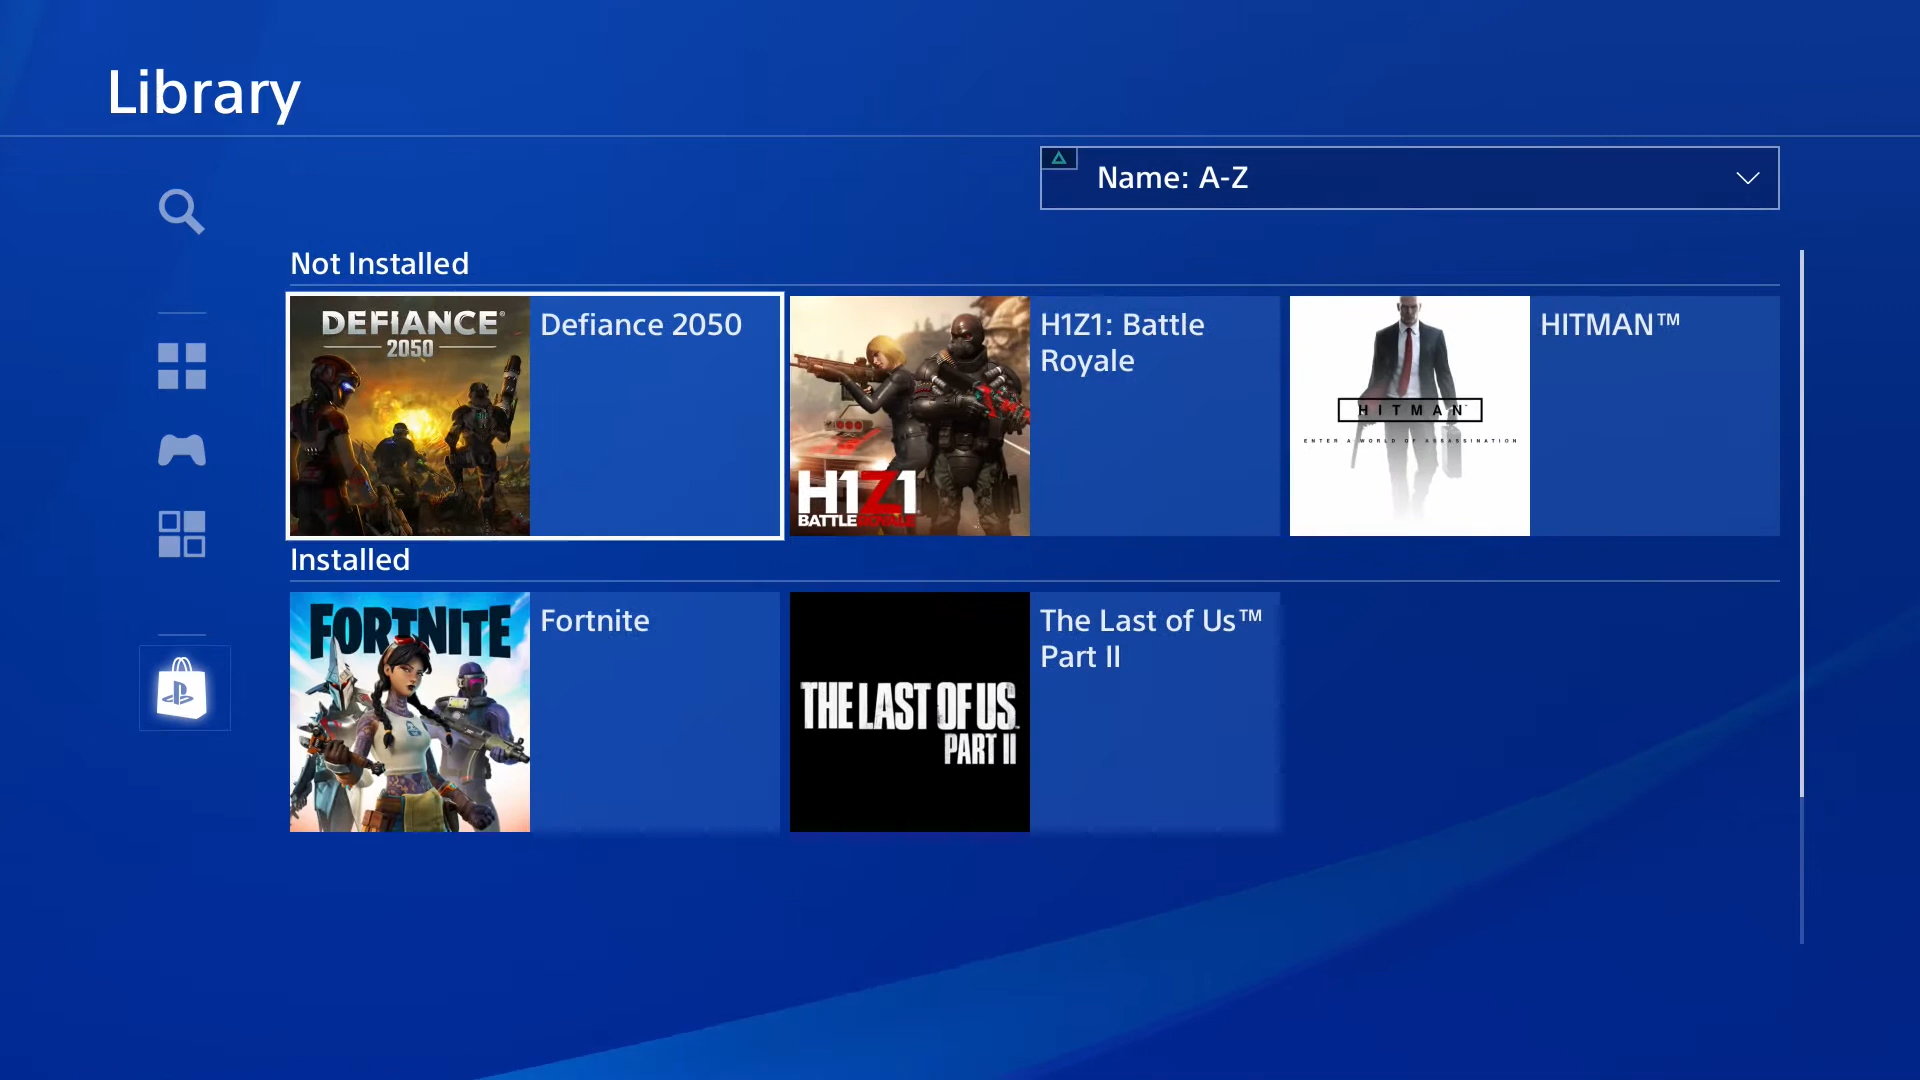 Library
Name: A-Z
Not Installed
DEFIANCE®
2050
Defiance 2050
H1Z1
BATTLE ROYALE
H1Z1: Battle
Royale
HITMAN™
ENTER A WORLD OF ASSASSINATION
HITMAN™
Installed
FORTNITE
Fortnite
THE LAST OF US
PART II
The Last of Us™
Part II